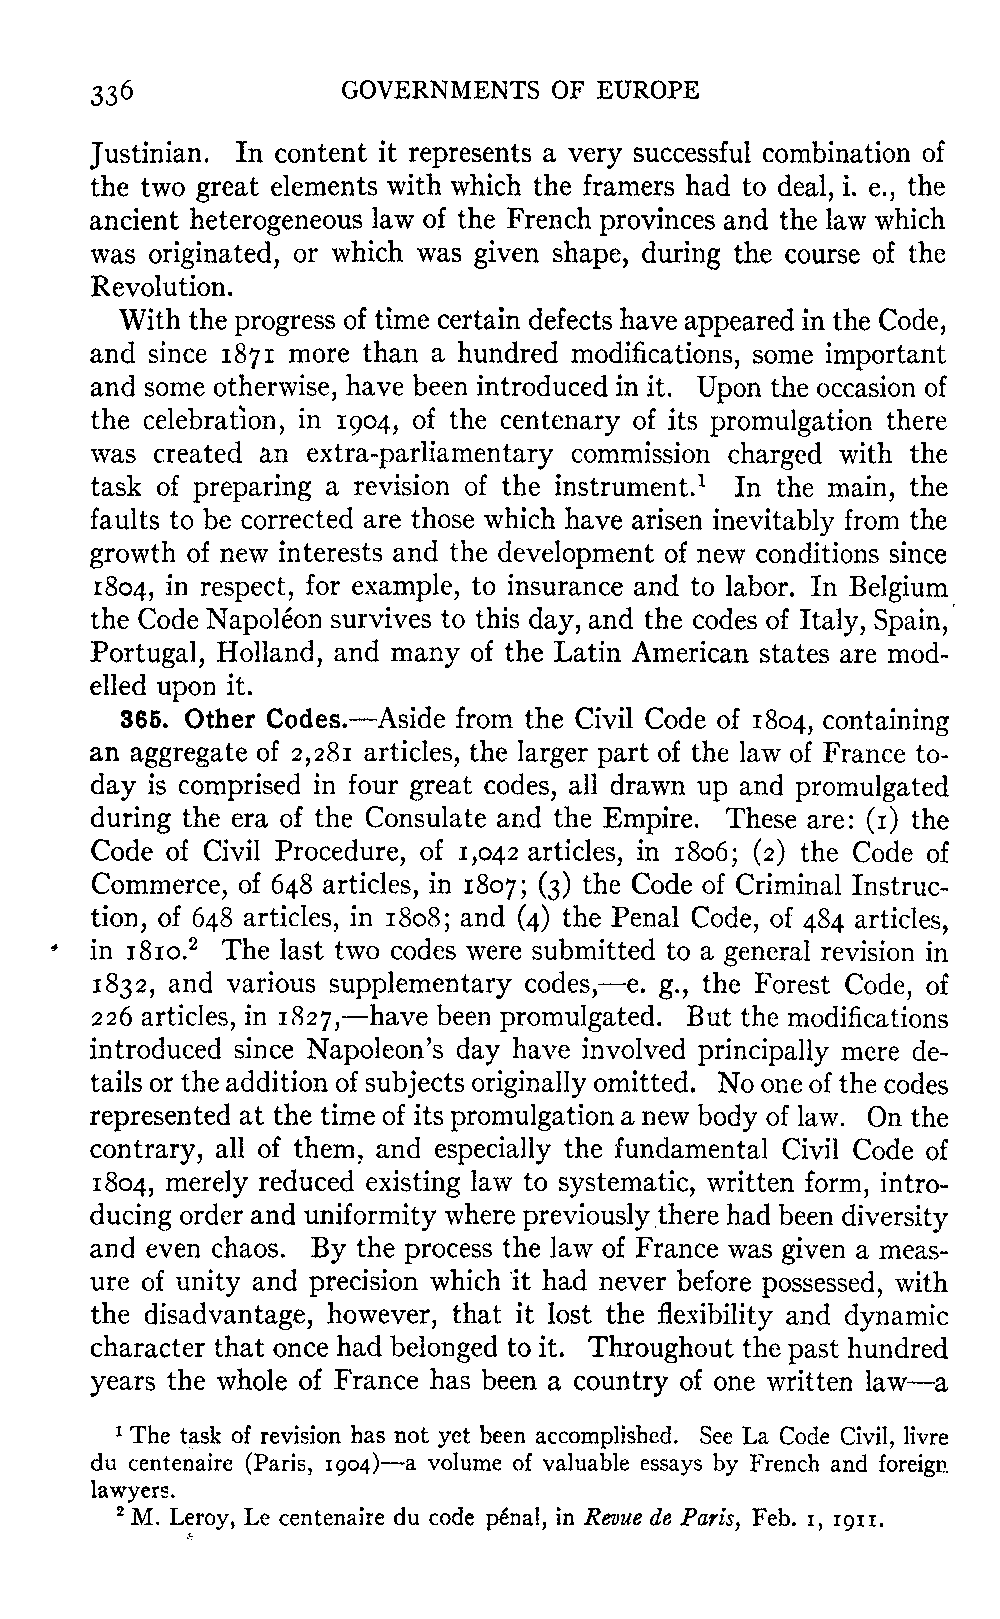 336 GOVERNMENTS OF EUROPE
Justinian. In content it represents a very successful combination of
the two great elements with which the framers had to deal, i. e., the
ancient heterogeneous law of the French provinces and the law which
was originated, or which was given shape, during the course of the
Revolution.
With the progress of time certain defects have appeared in the Code,
and since 1871 more than a hundred modifications, some important
and some otherwise, have been introduced in it. Upon the occasion of
the celebration, in 1904, of the centenary of its promulgation there
was created an extra-parliamentary commission charged with the
task of preparing a revision of the instrument.¹ In the main, the
faults to be corrected are those which have arisen inevitably from the
growth of new interests and the development of new conditions since
1804, in respect, for example, to insurance and to labor. In Belgium
the Code Napoléon survives to this day, and the codes of Italy, Spain,
Portugal, Holland, and many of the Latin American states are mod-
elled upon it.
365. Other Codes.—Aside from the Civil Code of 1804, containing
an aggregate of 2,281 articles, the larger part of the law of France to-
day is comprised in four great codes, all drawn up and promulgated
during the era of the Consulate and the Empire. These are: (1) the
Code of Civil Procedure, of 1,042 articles, in 1806; (2) the Code of
Commerce, of 648 articles, in 1807; (3) the Code of Criminal Instruc-
tion, of 648 articles, in 1808; and (4) the Penal Code, of 484 articles,
in 1810.² The last two codes were submitted to a general revision in
1832, and various supplementary codes,—e. g., the Forest Code, of
226 articles, in 1827,—have been promulgated. But the modifications
introduced since Napoleon's day have involved principally mere de-
tails or the addition of subjects originally omitted. No one of the codes
represented at the time of its promulgation a new body of law. On the
contrary, all of them, and especially the fundamental Civil Code of
1804, merely reduced existing law to systematic, written form, intro-
ducing order and uniformity where previously there had been diversity
and even chaos. By the process the law of France was given a meas-
ure of unity and precision which it had never before possessed, with
the disadvantage, however, that it lost the flexibility and dynamic
character that once had belonged to it. Throughout the past hundred
years the whole of France has been a country of one written law—a
¹ The task of revision has not yet been accomplished. See La Code Civil, livre
du centenaire (Paris, 1904)—a volume of valuable essays by French and foreign
lawyers.
² M. Leroy, Le centenaire du code pénal, in Revue de Paris, Feb. 1, 1911.